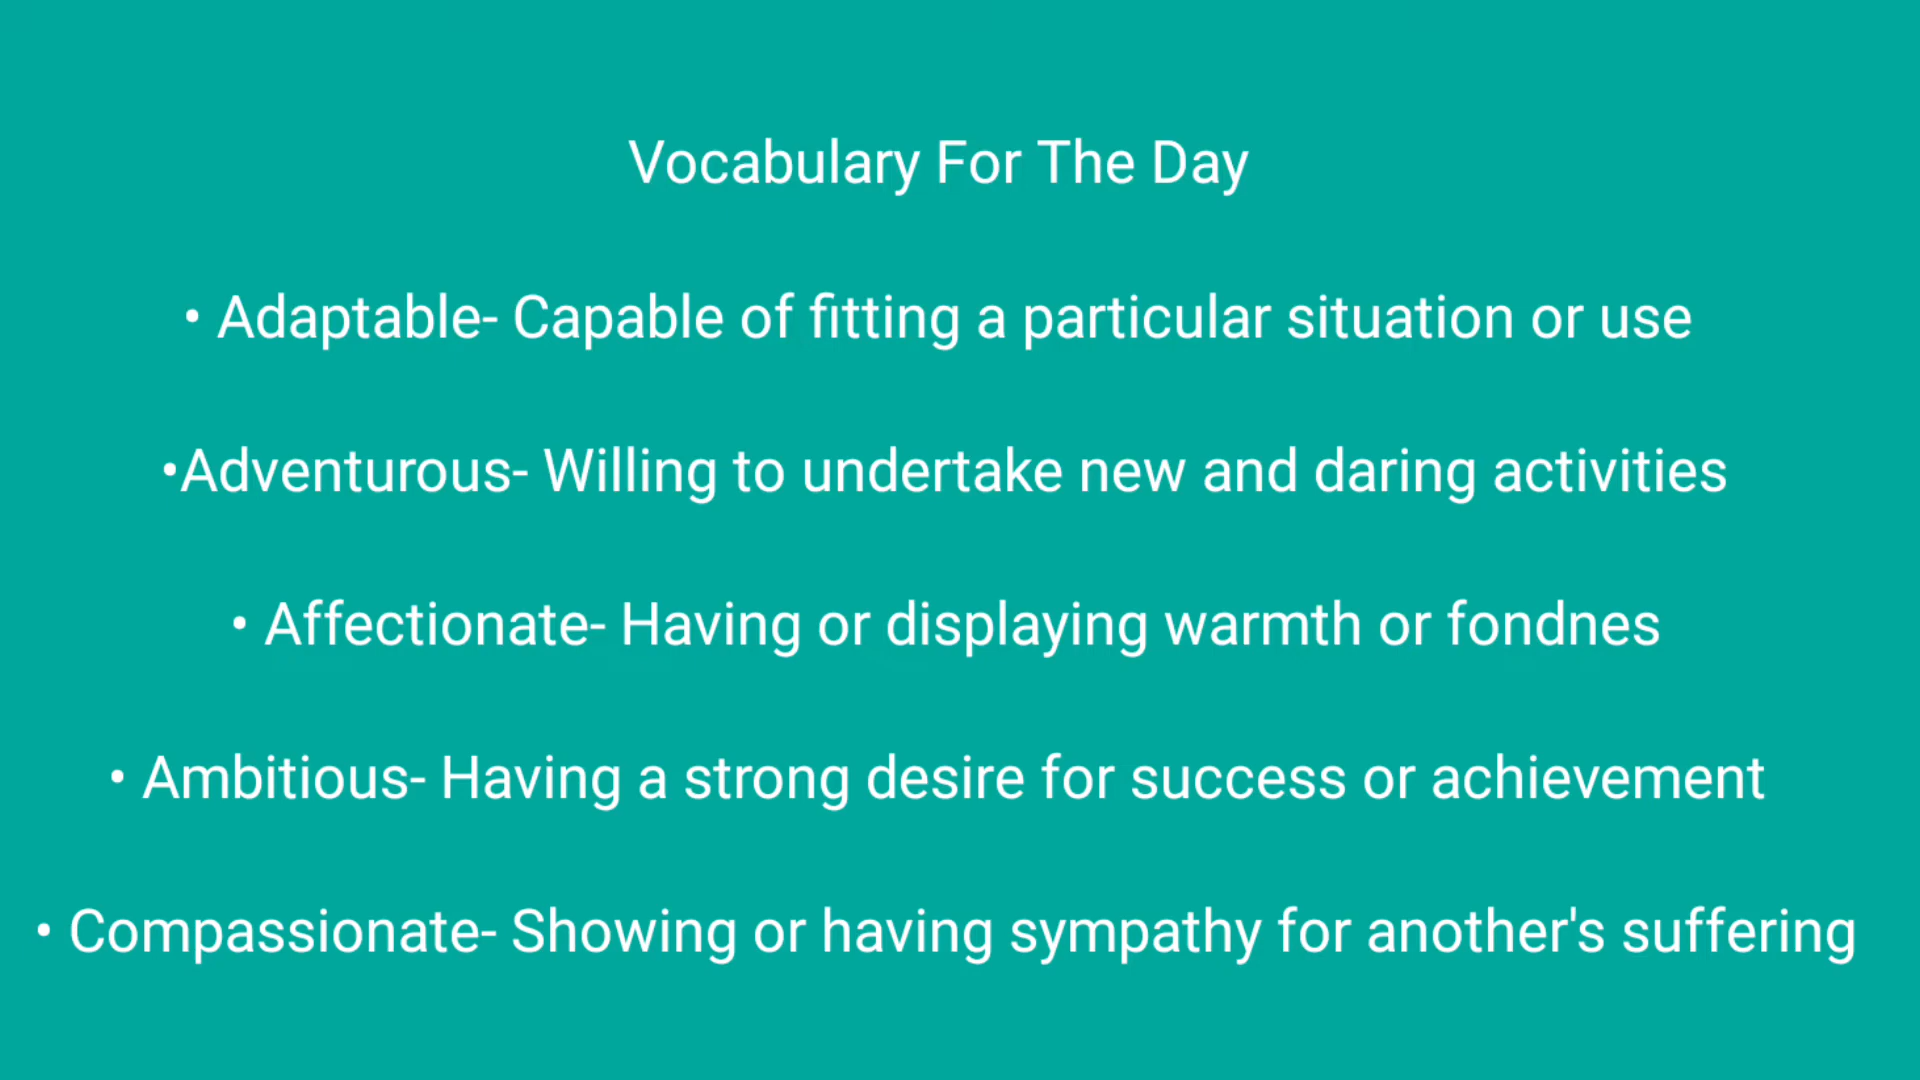 Vocabulary For The Day
• Adaptable- Capable of fitting a particular situation or use
•Adventurous- Willing to undertake new and daring activities
• Affectionate- Having or displaying warmth or fondnes
• Ambitious- Having a strong desire for success or achievement
• Compassionate- Showing or having sympathy for another's suffering